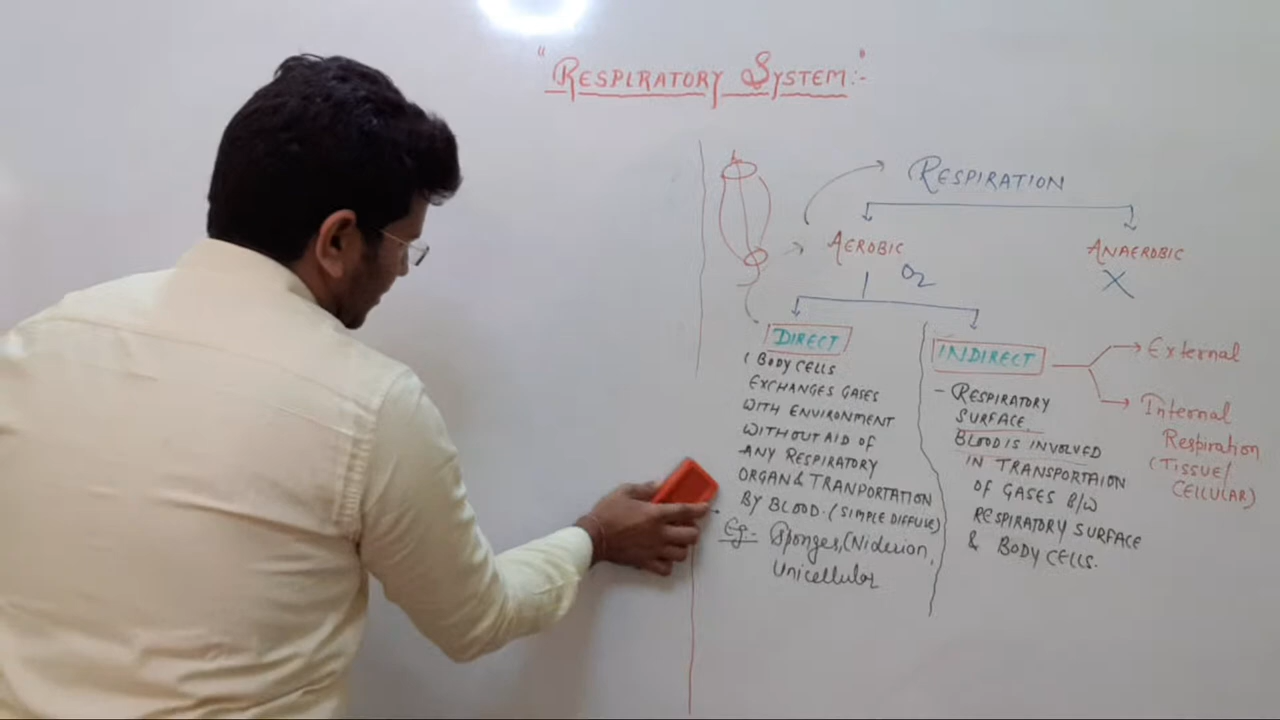 "RESPIRATORY SYSTEM:-"
RESPIRATION
AEROBIC
ANAEROBIC
O2
X
DIRECT
( BODY CELLS
EXCHANGES GASES
WITH ENVIRONMENT
WITHOUT AID OF
ANY RESPIRATORY
ORGAN & TRANPORTATION
BY BLOOD. (SIMPLE DIFFUSE)
Eg:- Sponges, Cniderion,
Unicellular
INDIRECT
- RESPIRATORY
SURFACE.
BLOOD IS INVOLVED
IN TRANSPORTAION
OF GASES B/W
RESPIRATORY SURFACE
& BODY CELLS.
External
Internal
Respiration
(TISSUE/
CELLULAR)